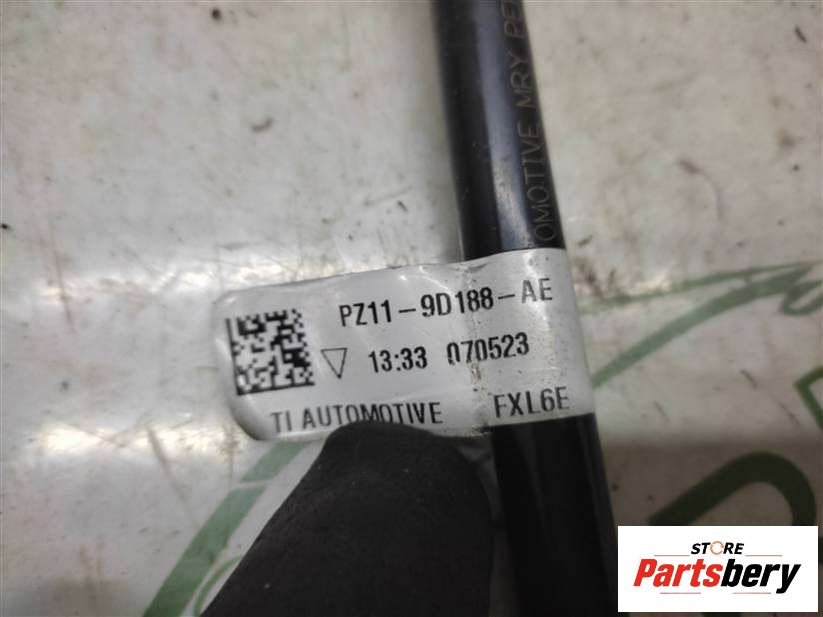 OMOTIVE MRY
PZ11-9D188-AE
13:33 070523
TI AUTOMOTIVE FXL6E
STORE
Partsbery